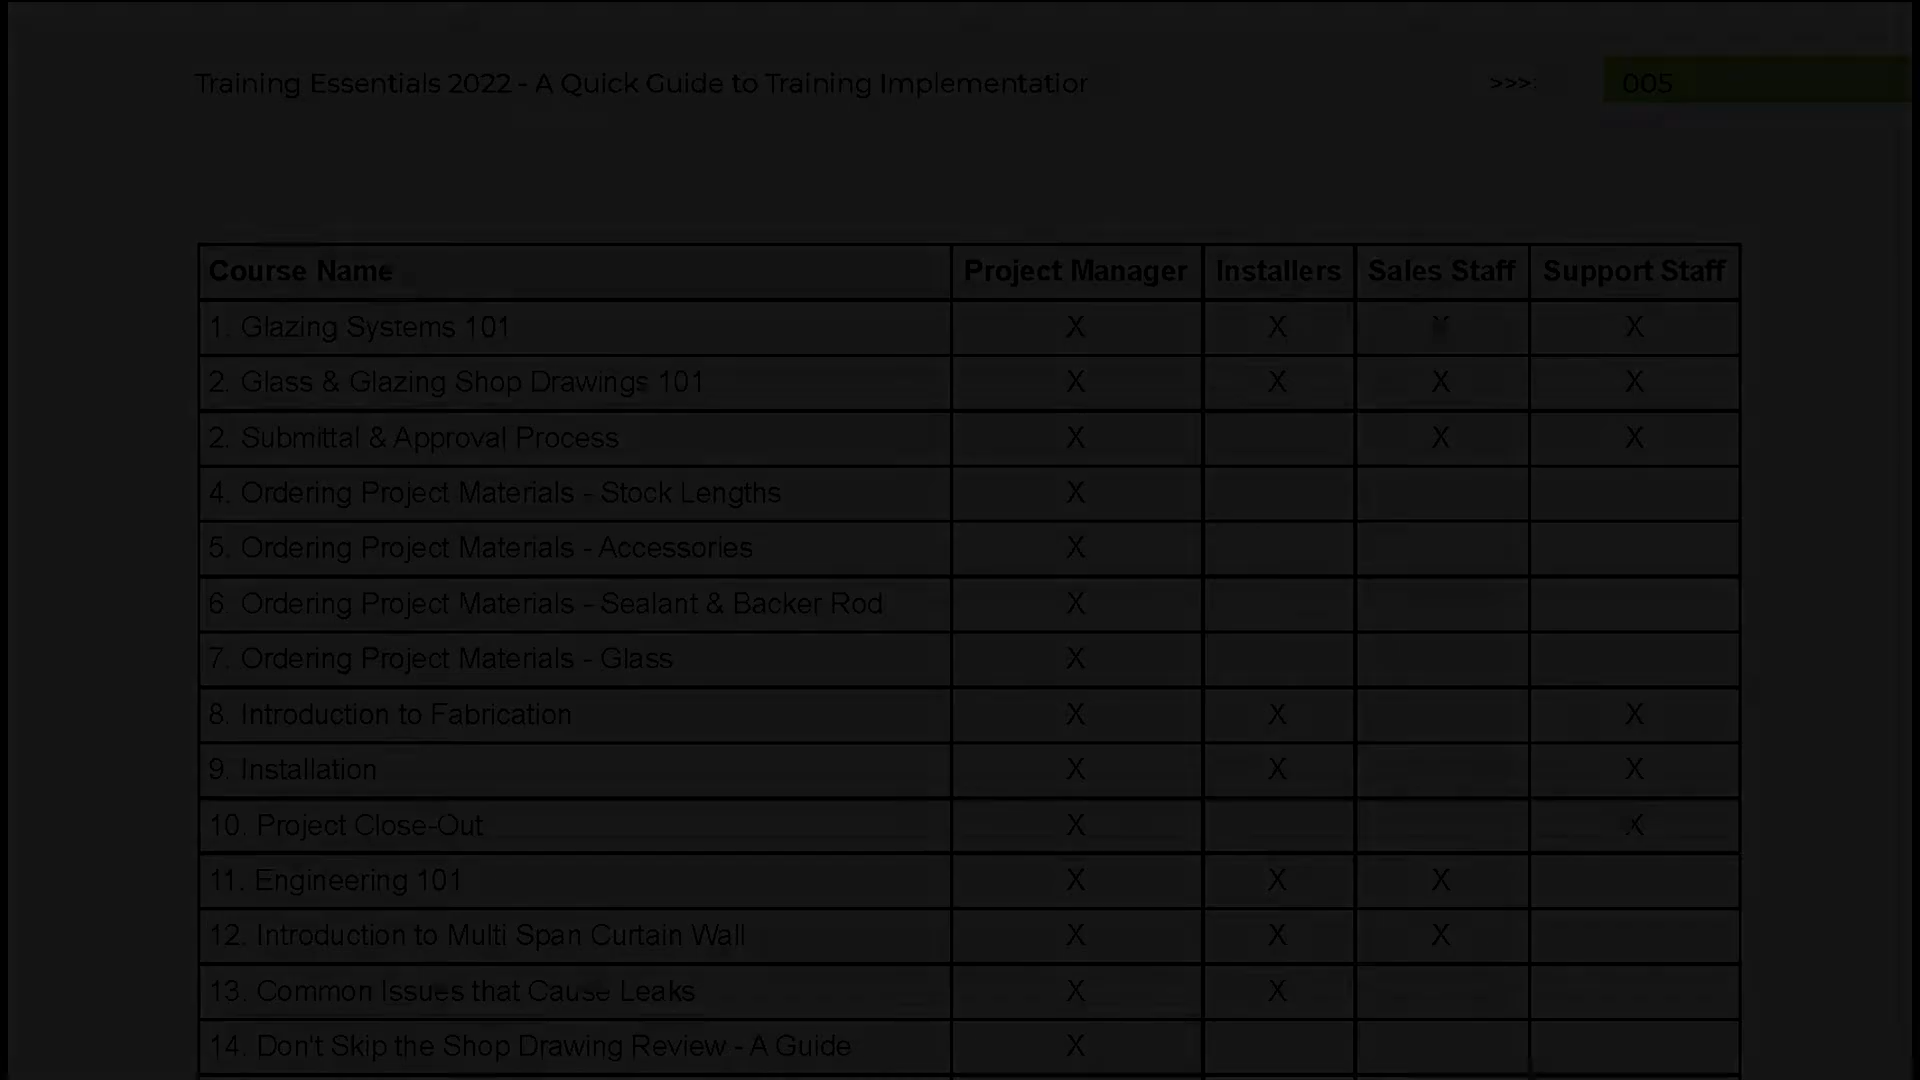 Training Essentials 2022 - A Quick Guide to Training Implementation
>>>
005
Course Name Project Manager Installers Sales Staff Support Staff
1. Glazing Systems 101 X X X X
2. Glass & Glazing Shop Drawings 101 X X X X
2. Submittal & Approval Process X X X
4. Ordering Project Materials - Stock Lengths X
5. Ordering Project Materials - Accessories X
6. Ordering Project Materials - Sealant & Backer Rod X
7. Ordering Project Materials - Glass X
8. Introduction to Fabrication X X X
9. Installation X X X
10. Project Close-Out X X
11. Engineering 101 X X X
12. Introduction to Multi Span Curtain Wall X X X
13. Common Issues that Cause Leaks X X
14. Don't Skip the Shop Drawing Review - A Guide X